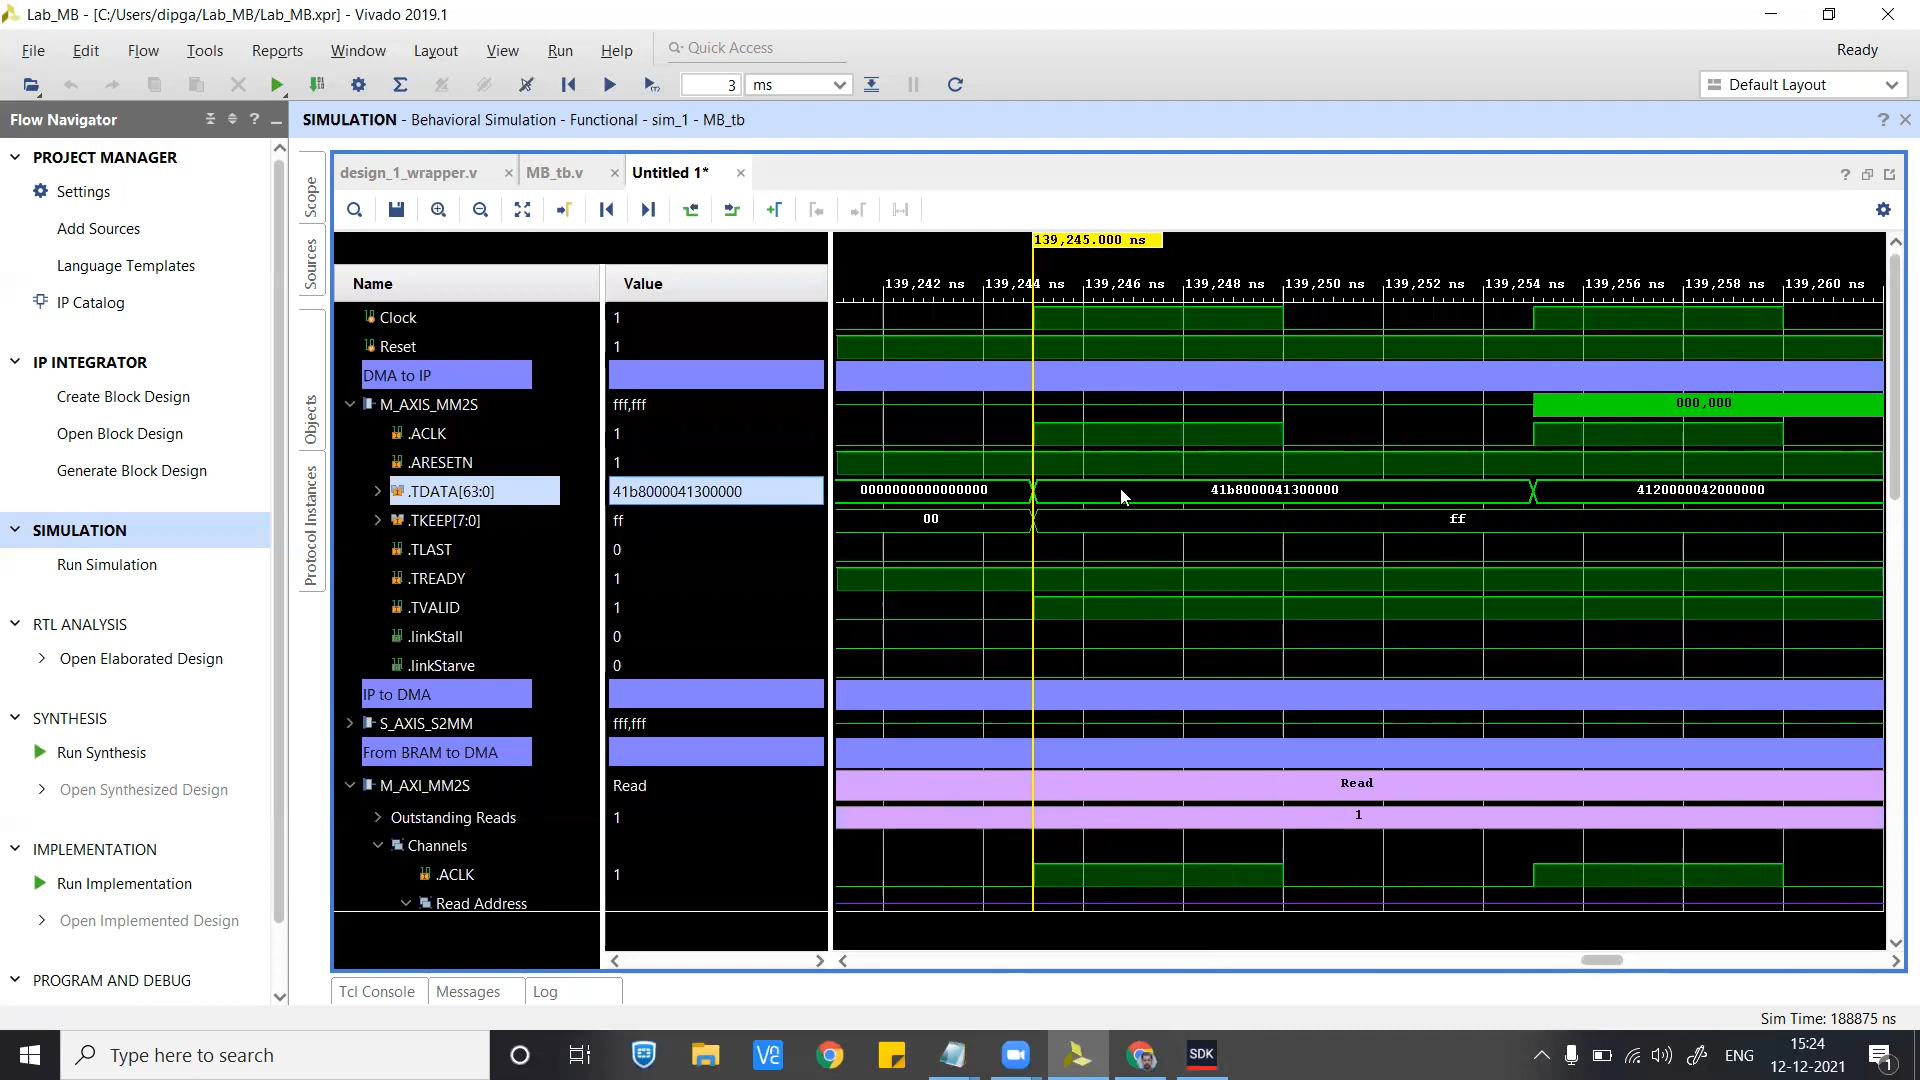 Lab_MB - [C:/Users/dipga/Lab_MB/Lab_MB.xpr] - Vivado 2019.1
File Edit Flow Tools Reports Window Layout View Run Help Quick Access Ready
3 ms Default Layout
Flow Navigator
SIMULATION - Behavioral Simulation - Functional - sim_1 - MB_tb
PROJECT MANAGER
Settings
Add Sources
Language Templates
IP Catalog
IP INTEGRATOR
Create Block Design
Open Block Design
Generate Block Design
SIMULATION
Run Simulation
RTL ANALYSIS
Open Elaborated Design
SYNTHESIS
Run Synthesis
Open Synthesized Design
IMPLEMENTATION
Run Implementation
Open Implemented Design
PROGRAM AND DEBUG
Scope
Sources
Objects
Protocol Instances
design_1_wrapper.v MB_tb.v Untitled 1*
139,245.000 ns
Name Value
139,242 ns 139,244 ns 139,246 ns 139,248 ns 139,250 ns 139,252 ns 139,254 ns 139,256 ns 139,258 ns 139,260 ns
Clock 1
Reset 1
DMA to IP
M_AXIS_MM2S fff,fff 000,000
.ACLK 1
.ARESETN 1
.TDATA[63:0] 41b8000041300000 0000000000000000 41b8000041300000 4120000042000000
.TKEEP[7:0] ff 00 ff
.TLAST 0
.TREADY 1
.TVALID 1
.linkStall 0
.linkStarve 0
IP to DMA
S_AXIS_S2MM fff,fff
From BRAM to DMA
M_AXI_MM2S Read Read
Outstanding Reads 1 1
Channels
.ACLK 1
Read Address
Tcl Console Messages Log
Sim Time: 188875 ns
Type here to search
SDK
ENG
15:24
12-12-2021
1